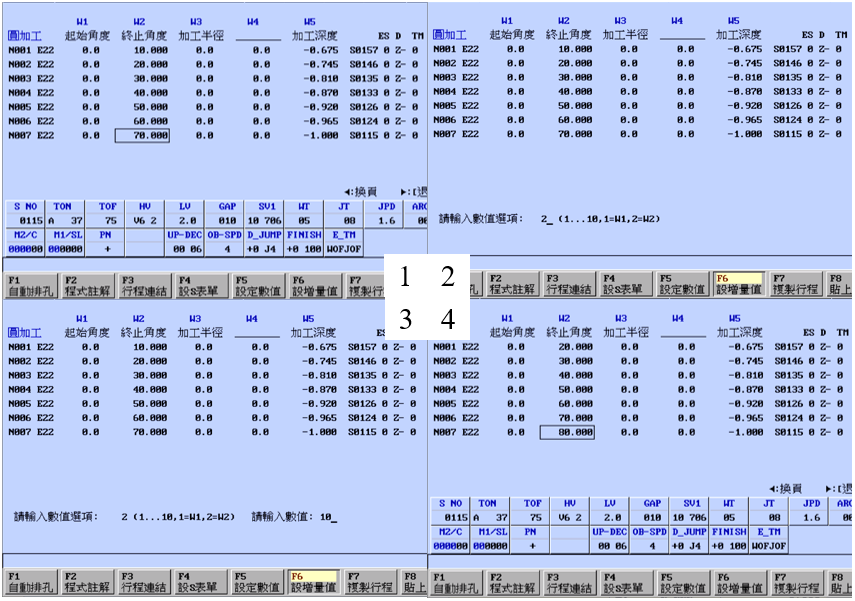 W1 W2 W3 W4 W5
圓加工 起始角度 終止角度 加工半徑 加工深度 ES D TM
N001 E22 0.0 10.000 0.0 0.0 -0.675 S0157 0 Z- 0
N002 E22 0.0 20.000 0.0 0.0 -0.745 S0146 0 Z- 0
N003 E22 0.0 30.000 0.0 0.0 -0.810 S0135 0 Z- 0
N004 E22 0.0 40.000 0.0 0.0 -0.870 S0133 0 Z- 0
N005 E22 0.0 50.000 0.0 0.0 -0.920 S0126 0 Z- 0
N006 E22 0.0 60.000 0.0 0.0 -0.965 S0124 0 Z- 0
N007 E22 0.0 70.000 0.0 0.0 -1.000 S0115 0 Z- 0
◄:換頁 ►:[退
S NO TON TOF HV LV GAP SV1 WT JT JPD ARC
0115 A 37 75 V6 2 2.0 010 10 706 05 08 1.6 00
M2/C M1/SL PN UP-DEC OB-SPD D_JUMP FINISH E_TM
000000 000000 + 00 06 4 +0 J4 +0 100 WOFJOF
F1 F2 F3 F4 F5 F6 F7
自動排孔 程式註解 行程連結 設S表單 設定數值 設增量值 複製行程
1
W1 W2 W3 W4 W5
圓加工 起始角度 終止角度 加工半徑 加工深度 ES D TM
N001 E22 0.0 10.000 0.0 0.0 -0.675 S0157 0 Z- 0
N002 E22 0.0 20.000 0.0 0.0 -0.745 S0146 0 Z- 0
N003 E22 0.0 30.000 0.0 0.0 -0.810 S0135 0 Z- 0
N004 E22 0.0 40.000 0.0 0.0 -0.870 S0133 0 Z- 0
N005 E22 0.0 50.000 0.0 0.0 -0.920 S0126 0 Z- 0
N006 E22 0.0 60.000 0.0 0.0 -0.965 S0124 0 Z- 0
N007 E22 0.0 70.000 0.0 0.0 -1.000 S0115 0 Z- 0
請輸入數值選項: 2_ (1...10,1=W1,2=W2)
F2 F3 F4 F5 F6 F7 F8
程式註解 行程連結 設S表單 設定數值 設增量值 複製行程 貼上
2
W1 W2 W3 W4 W5
圓加工 起始角度 終止角度 加工半徑 加工深度 ES
N001 E22 0.0 10.000 0.0 0.0 -0.675 S0157 0 Z- 0
N002 E22 0.0 20.000 0.0 0.0 -0.745 S0146 0 Z- 0
N003 E22 0.0 30.000 0.0 0.0 -0.810 S0135 0 Z- 0
N004 E22 0.0 40.000 0.0 0.0 -0.870 S0133 0 Z- 0
N005 E22 0.0 50.000 0.0 0.0 -0.920 S0126 0 Z- 0
N006 E22 0.0 60.000 0.0 0.0 -0.965 S0124 0 Z- 0
N007 E22 0.0 70.000 0.0 0.0 -1.000 S0115 0 Z- 0
請輸入數值選項: 2 (1...10,1=W1,2=W2) 請輸入數值: 10_
F1 F2 F3 F4 F5 F6 F7 F8
自動排孔 程式註解 行程連結 設S表單 設定數值 設增量值 複製行程 貼上
3
W1 W2 W3 W4 W5
起始角度 終止角度 加工半徑 加工深度 ES D TM
N001 E22 0.0 20.000 0.0 0.0 -0.675 S0157 0 Z- 0
N002 E22 0.0 30.000 0.0 0.0 -0.745 S0146 0 Z- 0
N003 E22 0.0 40.000 0.0 0.0 -0.810 S0135 0 Z- 0
N004 E22 0.0 50.000 0.0 0.0 -0.870 S0133 0 Z- 0
N005 E22 0.0 60.000 0.0 0.0 -0.920 S0126 0 Z- 0
N006 E22 0.0 70.000 0.0 0.0 -0.965 S0124 0 Z- 0
N007 E22 0.0 80.000 0.0 0.0 -1.000 S0115 0 Z- 0
◄:換頁 ►:[退
S NO TON TOF HV LV GAP SV1 WT JT JPD ARC
0115 A 37 75 V6 2 2.0 010 10 706 05 08 1.6 00
M2/C M1/SL PN UP-DEC OB-SPD D_JUMP FINISH E_TM
000000 000000 + 00 06 4 +0 J4 +0 100 WOFJOF
F1 F2 F3 F4 F5 F6 F7 F8
自動排孔 程式註解 行程連結 設S表單 設定數值 設增量值 複製行程 貼上
4